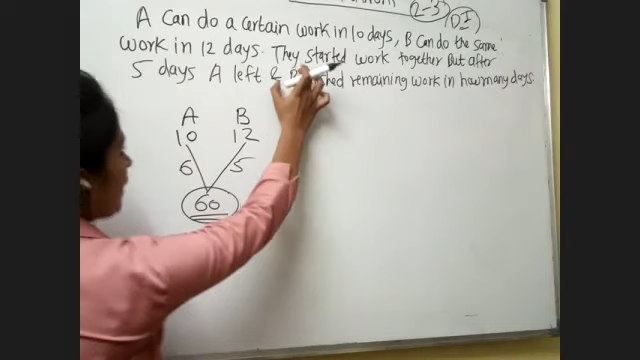 2-3
DI
A can do a certain work in 10 days, B can do the same
work in 12 days. They started work together But after
5 days A left & remaining work in how many days.
A B
10 12
6 5
60